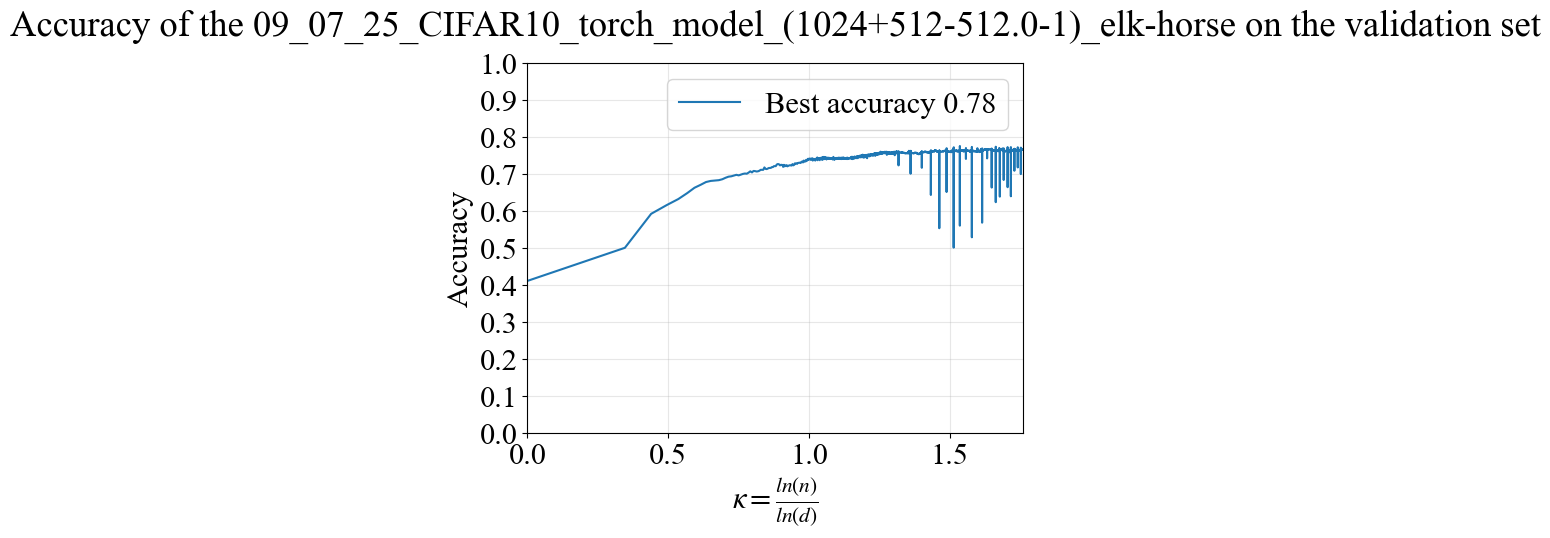 Accuracy of the 09_07_25_CIFAR10_torch_model_(1024+512-512.0-1)_elk-horse on the validation set
Best accuracy 0.78
Accuracy
1.0
0.9
0.8
0.7
0.6
0.5
0.4
0.3
0.2
0.1
0.0
0.0 0.5 1.0 1.5
κ = ln(n) / ln(d)